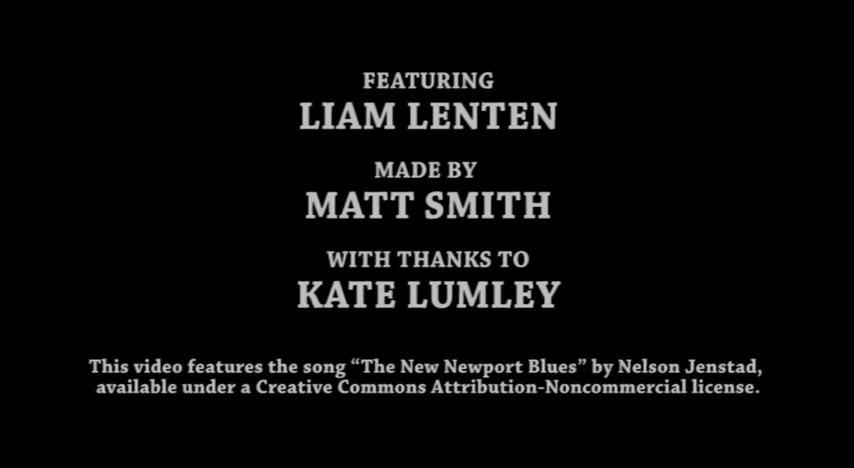 FEATURING
LIAM LENTEN
MADE BY
MATT SMITH
WITH THANKS TO
KATE LUMLEY
This video features the song “The New Newport Blues” by Nelson Jenstad,
available under a Creative Commons Attribution-Noncommercial license.